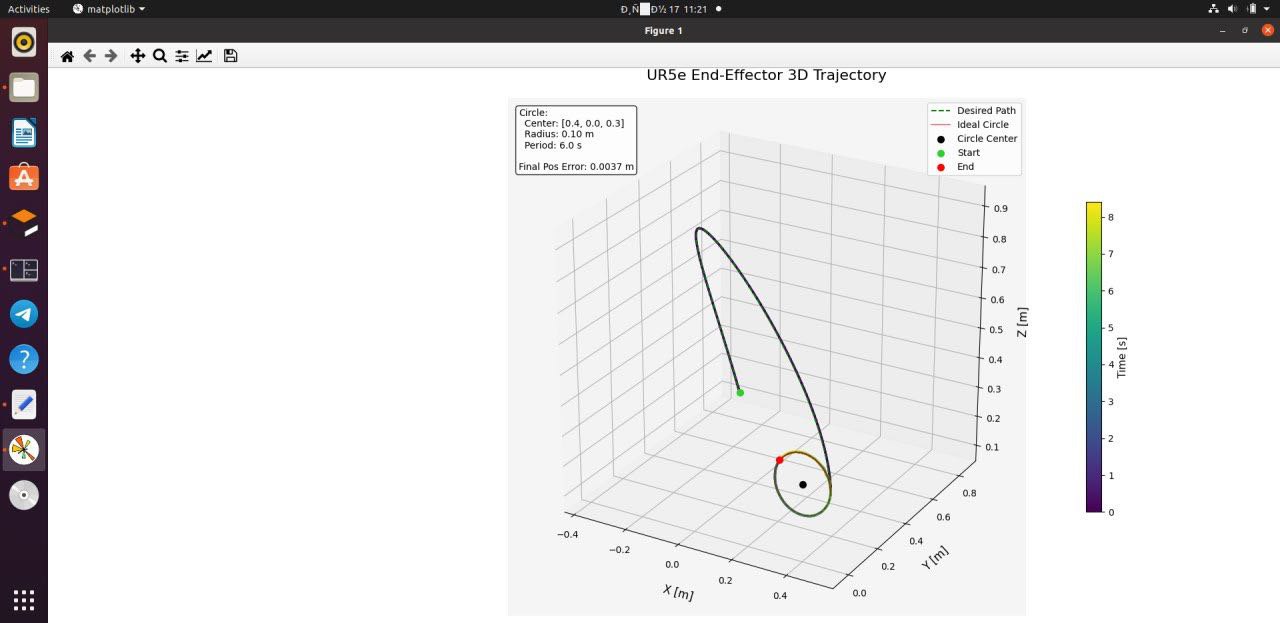 Activities
matplotlib
17 11:21
Figure 1
UR5e End-Effector 3D Trajectory
Circle:
Center: [0.4, 0.0, 0.3]
Radius: 0.10 m
Period: 6.0 s
Final Pos Error: 0.0037 m
Desired Path
Ideal Circle
Circle Center
Start
End
0.9
0.8
0.7
0.6
0.5
0.4
0.3
0.2
0.1
Z [m]
0.8
0.6
0.4
0.2
0.0
Y [m]
−0.4
−0.2
0.0
0.2
0.4
X [m]
8
7
6
5
4
3
2
1
0
Time [s]